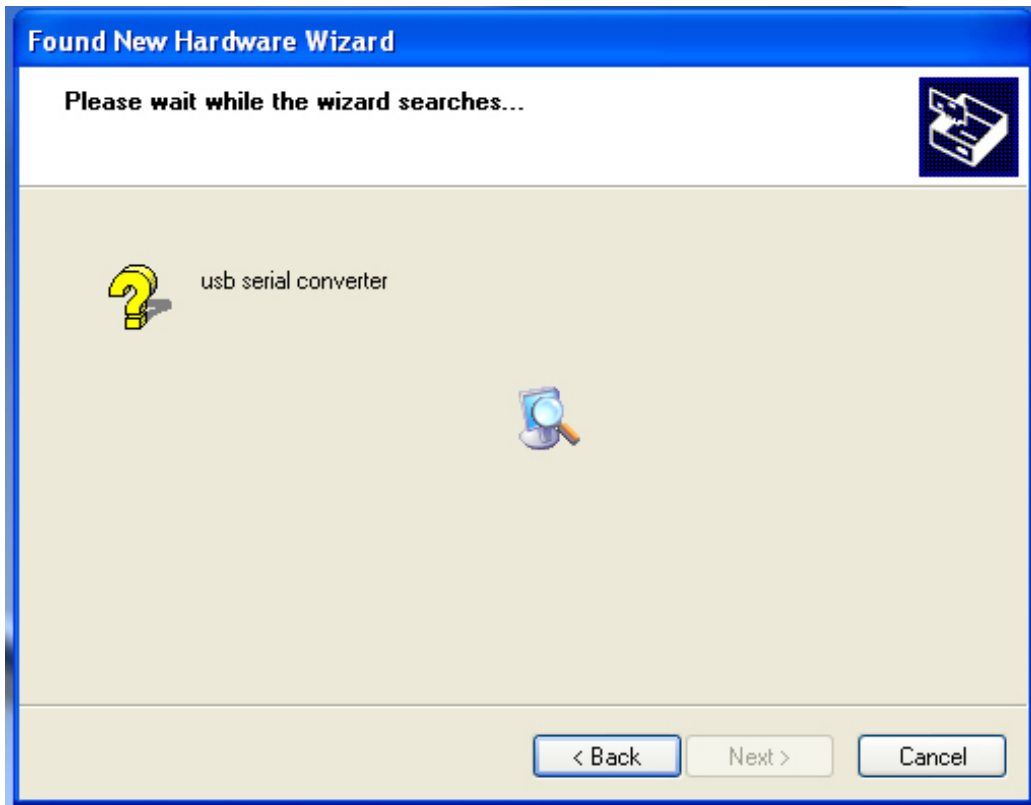 Found New Hardware Wizard
Please wait while the wizard searches...
usb serial converter
< Back
Next >
Cancel